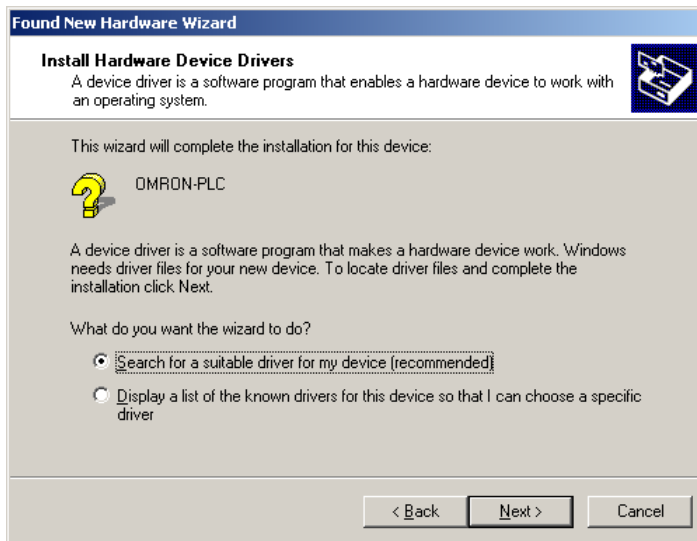 Found New Hardware Wizard
Install Hardware Device Drivers
A device driver is a software program that enables a hardware device to work with
an operating system.
This wizard will complete the installation for this device:
OMRON-PLC
A device driver is a software program that makes a hardware device work. Windows
needs driver files for your new device. To locate driver files and complete the
installation click Next.
What do you want the wizard to do?
Search for a suitable driver for my device (recommended)
Display a list of the known drivers for this device so that I can choose a specific
driver
< Back Next > Cancel